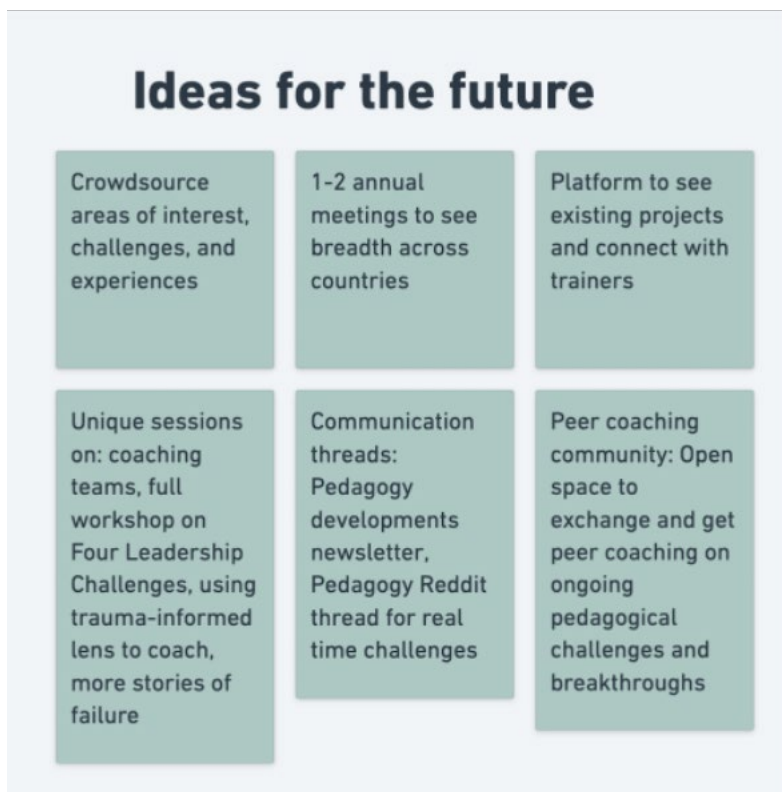 Ideas for the future
Crowdsource
areas of interest,
challenges, and
experiences
1-2 annual
meetings to see
breadth across
countries
Platform to see
existing projects
and connect with
trainers
Unique sessions
on: coaching
teams, full
workshop on
Four Leadership
Challenges, using
trauma-informed
lens to coach,
more stories of
failure
Communication
threads:
Pedagogy
developments
newsletter,
Pedagogy Reddit
thread for real
time challenges
Peer coaching
community: Open
space to
exchange and get
peer coaching on
ongoing
pedagogical
challenges and
breakthroughs